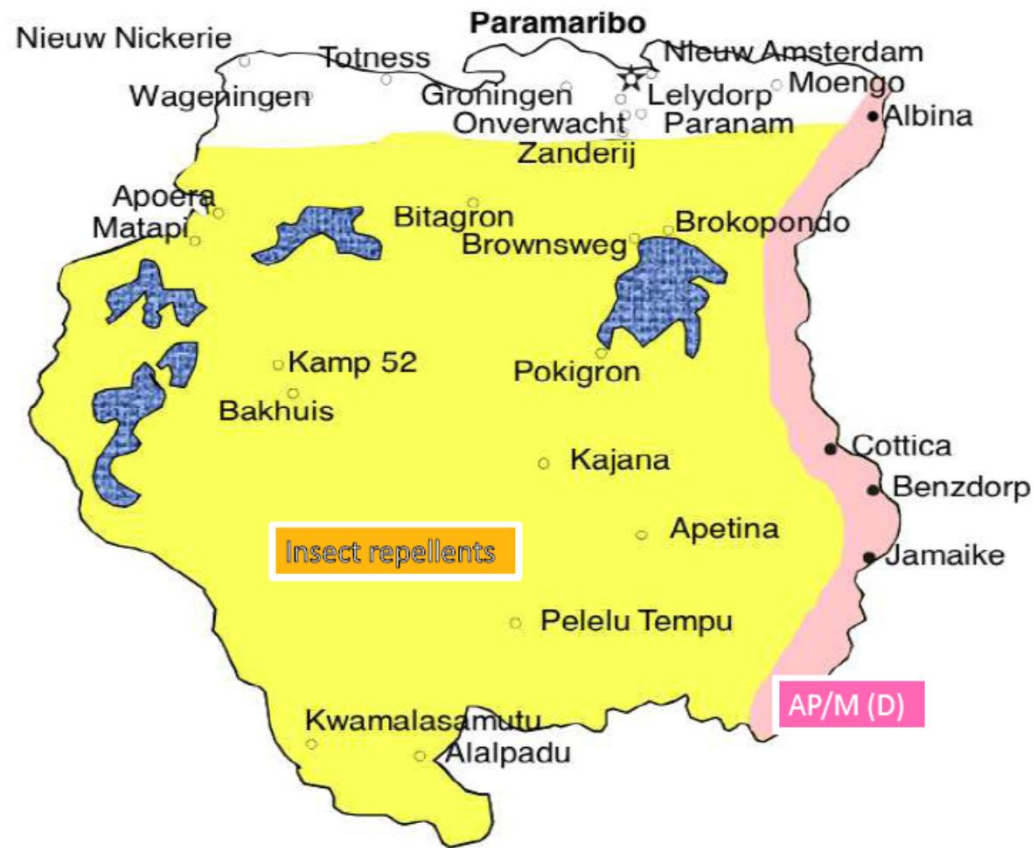 Paramaribo
Nieuw Nickerie
Totness
Nieuw Amsterdam
Wageningen
Groningen
Lelydorp
Moengo
Onverwacht
Paranam
Albina
Zanderij
Apoera
Matapi
Bitagron
Brokopondo
Brownsweg
Kamp 52
Pokigron
Bakhuis
Cottica
Kajana
Benzdorp
Apetina
Insect repellents
Jamaike
Pelelu Tempu
AP/M (D)
Kwamalasamutu
Alalpadu